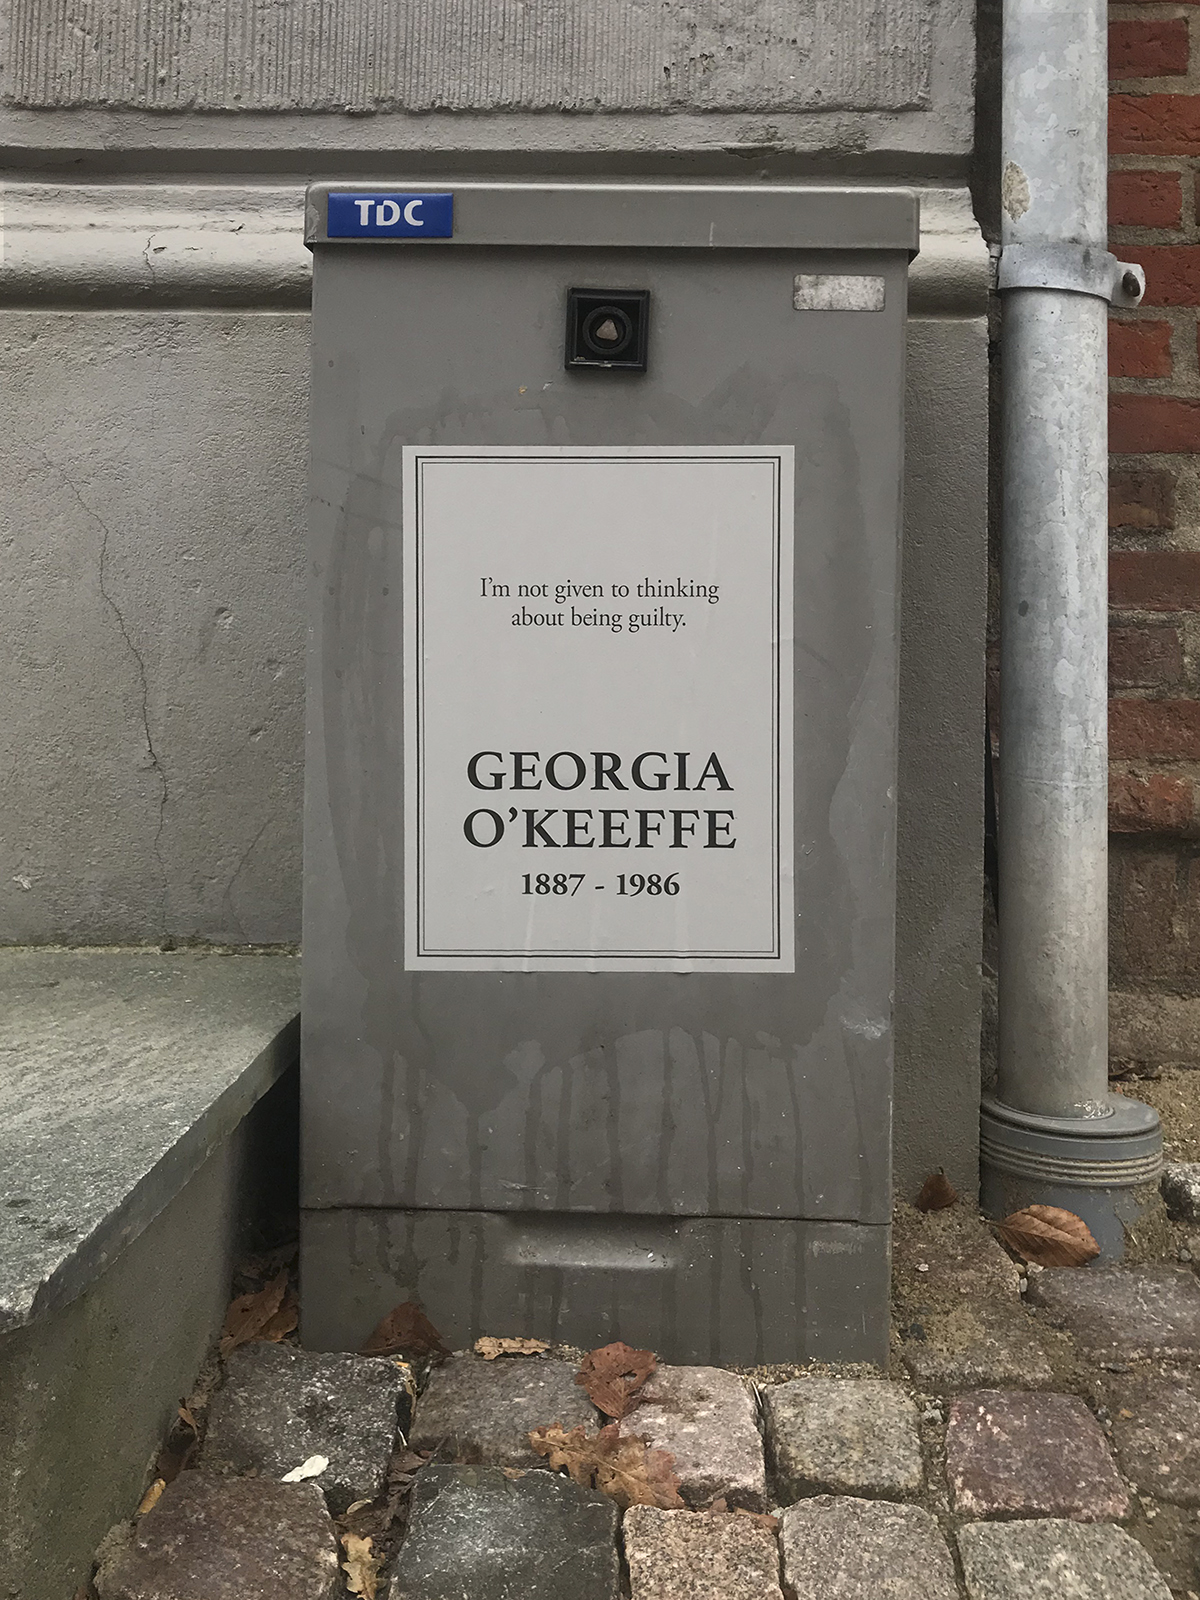 TDC
I'm not given to thinking
about being guilty.
GEORGIA
O'KEEFFE
1887 - 1986